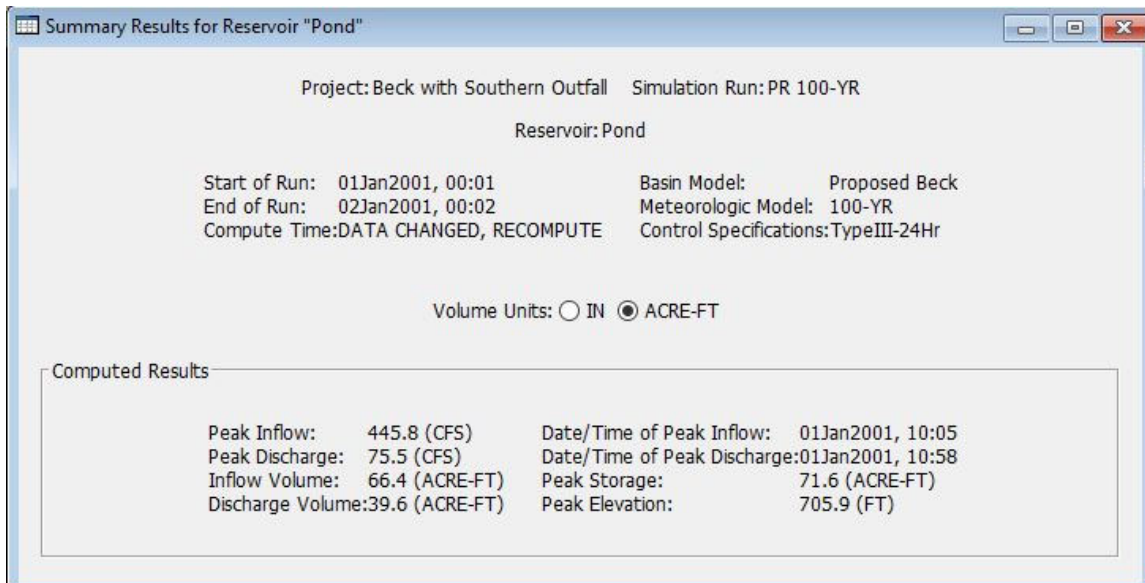 Summary Results for Reservoir "Pond"
Project: Beck with Southern Outfall Simulation Run: PR 100-YR
Reservoir: Pond
Start of Run: 01Jan2001, 00:01 Basin Model: Proposed Beck
End of Run: 02Jan2001, 00:02 Meteorologic Model: 100-YR
Compute Time:DATA CHANGED, RECOMPUTE Control Specifications:TypeIII-24Hr
Volume Units: IN ACRE-FT
Computed Results
Peak Inflow: 445.8 (CFS) Date/Time of Peak Inflow: 01Jan2001, 10:05
Peak Discharge: 75.5 (CFS) Date/Time of Peak Discharge:01Jan2001, 10:58
Inflow Volume: 66.4 (ACRE-FT) Peak Storage: 71.6 (ACRE-FT)
Discharge Volume:39.6 (ACRE-FT) Peak Elevation: 705.9 (FT)